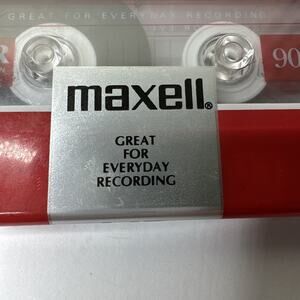 GREAT FOR EVERYDAY RECORDING
R
90
maxell®
GREAT
FOR
EVERYDAY
RECORDING